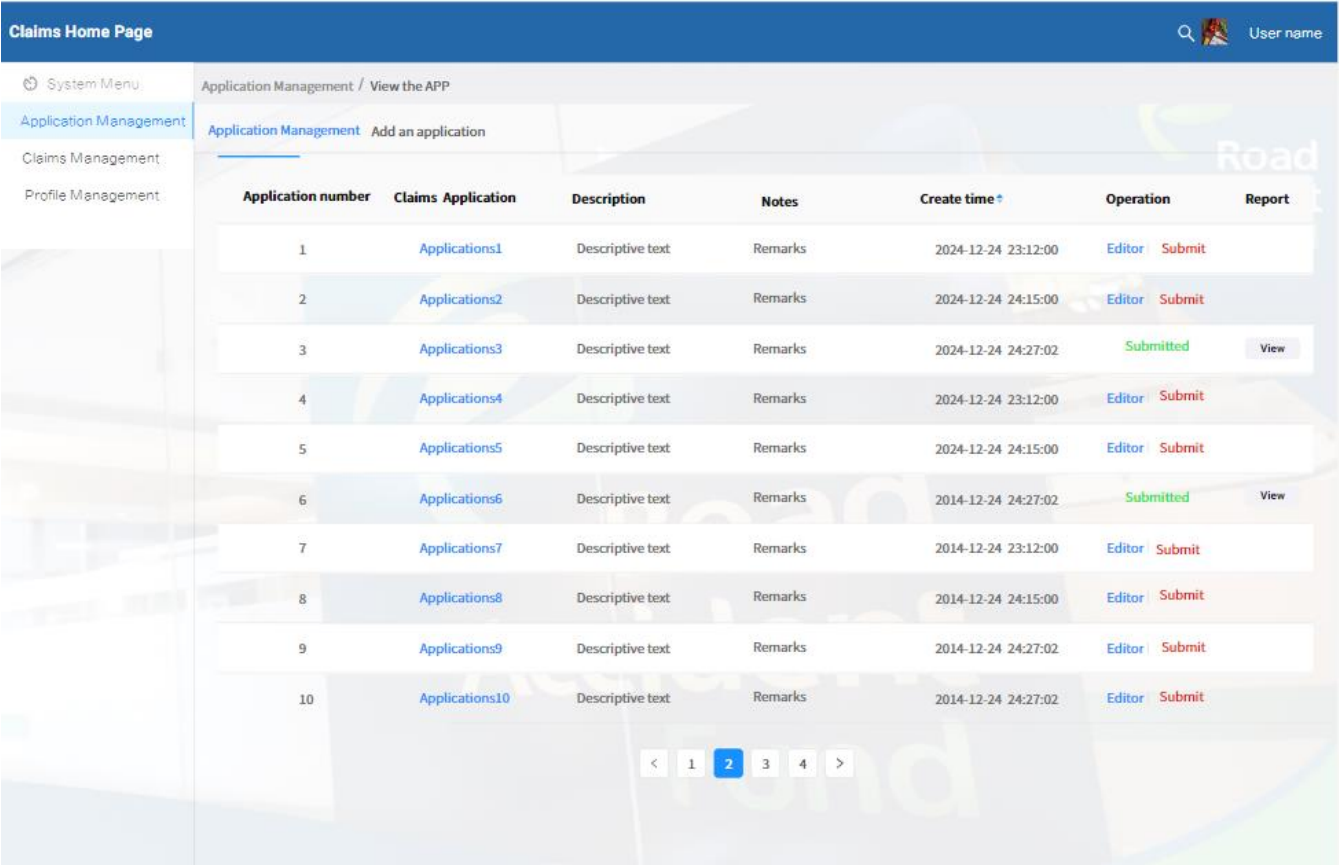 Claims Home Page User name
System Menu
Application Management / View the APP
Application Management
Application Management Add an application
Claims Management
Road
Profile Management
Application number Claims Application Description Notes Create time Operation Report
1 Applications1 Descriptive text Remarks 2024-12-24 23:12:00 Editor Submit
2 Applications2 Descriptive text Remarks 2024-12-24 24:15:00 Editor Submit
3 Applications3 Descriptive text Remarks 2024-12-24 24:27:02 Submitted View
4 Applications4 Descriptive text Remarks 2024-12-24 23:12:00 Editor Submit
5 Applications5 Descriptive text Remarks 2024-12-24 24:15:00 Editor Submit
6 Applications6 Descriptive text Remarks 2014-12-24 24:27:02 Submitted View
Road
7 Applications7 Descriptive text Remarks 2014-12-24 23:12:00 Editor Submit
8 Applications8 Descriptive text Remarks 2014-12-24 24:15:00 Editor Submit
Accident
9 Applications9 Descriptive text Remarks 2014-12-24 24:27:02 Editor Submit
10 Applications10 Descriptive text Remarks 2014-12-24 24:27:02 Editor Submit
< 1 2 3 4 >
Fund